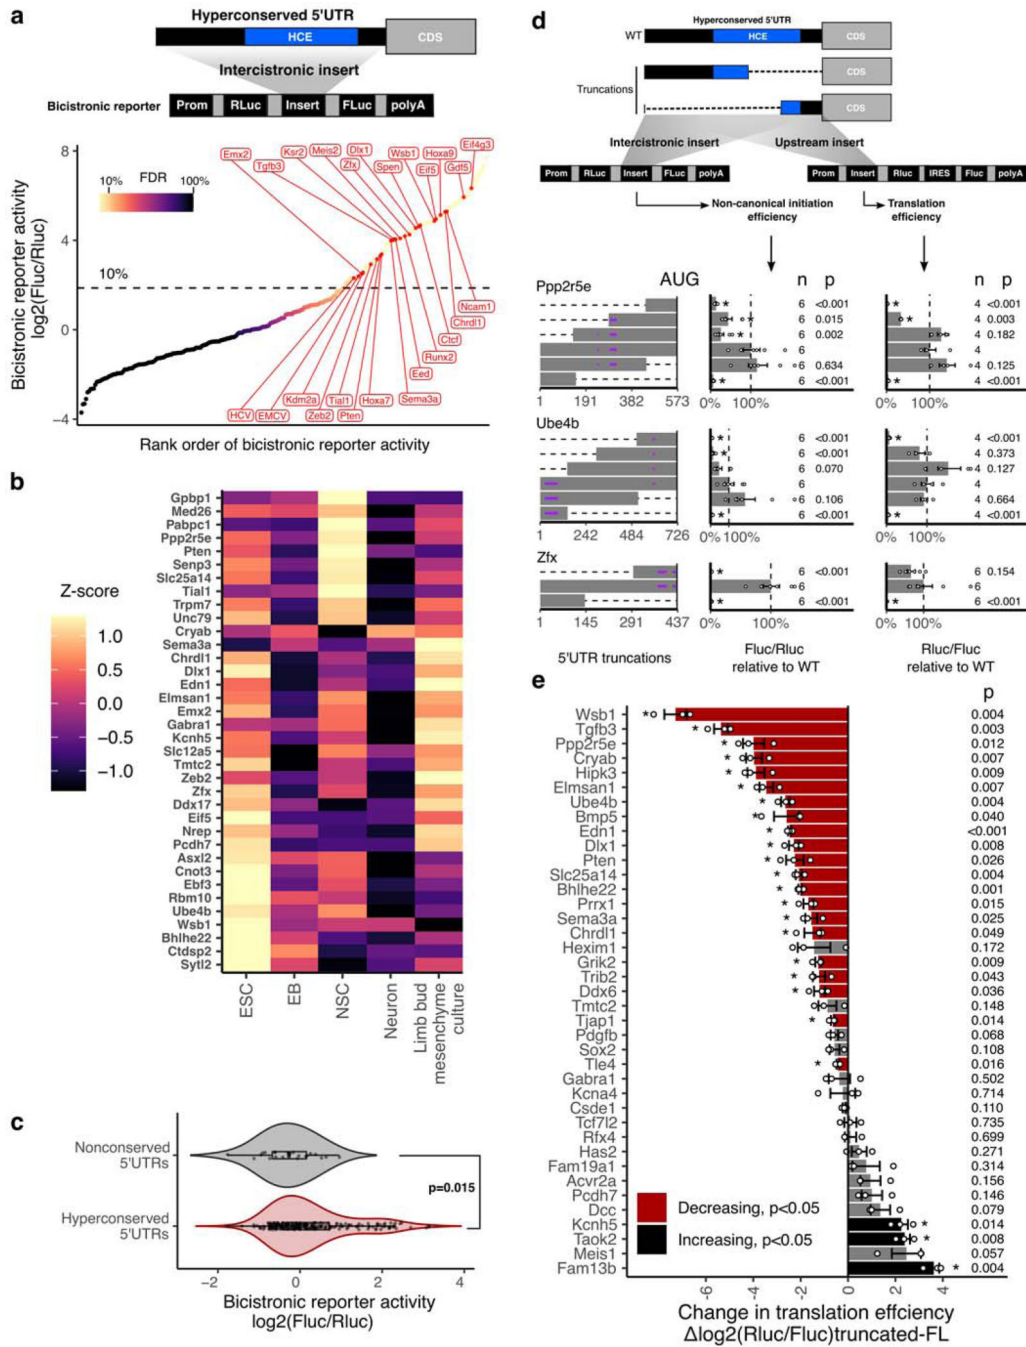 a
Hyperconserved 5'UTR
HCE
CDS
Intercistronic insert
Bicistronic reporter
Prom RLuc Insert FLuc polyA
Bicistronic reporter activity
log2(Fluc/Rluc)
8
4
0
−4
10% FDR 100%
10%
Emx2
Tgfb3
Ksr2
Meis2
Zfx
Dlx1
Spen
Wsb1
Eif5
Hoxa9
Gdf5
Eif4g3
Ncam1
Chrdl1
Ctcf
Runx2
Eed
Sema3a
Hoxa7
Pten
Tial1
Zeb2
Kdm2a
EMCV
HCV
Rank order of bicistronic reporter activity
b
Z-score
1.0
0.5
0.0
−0.5
−1.0
Gpbp1
Med26
Pabpc1
Ppp2r5e
Pten
Senp3
Slc25a14
Tial1
Trpm7
Unc79
Cryab
Sema3a
Chrdl1
Dlx1
Edn1
Elmsan1
Emx2
Gabra1
Kcnh5
Slc12a5
Tmtc2
Zeb2
Zfx
Ddx17
Eif5
Nrep
Pcdh7
Asxl2
Cnot3
Ebf3
Rbm10
Ube4b
Wsb1
Bhlhe22
Ctdsp2
Sytl2
ESC
EB
NSC
Neuron
Limb bud
mesenchyme
culture
c
Nonconserved
5'UTRs
Hyperconserved
5'UTRs
p=0.015
−2 0 2 4
Bicistronic reporter activity
log2(Fluc/Rluc)
d
Hyperconserved 5'UTR
WT
HCE
CDS
Truncations
CDS
CDS
Intercistronic insert
Upstream insert
Prom RLuc Insert FLuc polyA
Prom Insert Rluc IRES Fluc polyA
Non-canonical initiation
efficiency
Translation
efficiency
Ppp2r5e
AUG
n p
n p
6 <0.001
6 0.015
6 0.002
6
6 0.634
6 <0.001
4 <0.001
4 0.003
4 0.182
4
4 0.125
4 <0.001
1 191 382 573
0% 100%
0% 100%
Ube4b
6 <0.001
6 <0.001
6 0.070
6
6 0.106
6 <0.001
4 <0.001
4 0.373
4 0.127
4
4 0.664
4 <0.001
1 242 484 726
0% 100%
0% 100%
Zfx
6 <0.001
6
6 <0.001
6 0.154
6
6 <0.001
1 145 291 437
0% 100%
0% 100%
5'UTR truncations
Fluc/Rluc
relative to WT
Rluc/Fluc
relative to WT
e
p
Wsb1 * 0.004
Tgfb3 * 0.003
Ppp2r5e * 0.012
Cryab * 0.007
Hipk3 * 0.009
Elmsan1 * 0.007
Ube4b * 0.004
Bmp5 * 0.040
Edn1 * <0.001
Dlx1 * 0.008
Pten * 0.026
Slc25a14 * 0.004
Bhlhe22 * 0.001
Prrx1 * 0.015
Sema3a * 0.025
Chrdl1 * 0.049
Hexim1 0.172
Grik2 * 0.009
Trib2 * 0.043
Ddx6 * 0.036
Tmtc2 0.148
Tjap1 * 0.014
Pdgfb 0.068
Sox2 0.108
Tle4 * 0.016
Gabra1 0.502
Kcna4 0.714
Csde1 0.110
Tcf7l2 0.735
Rfx4 0.699
Has2 0.271
Fam19a1 0.314
Acvr2a 0.156
Pcdh7 0.146
Dcc 0.079
Kcnh5 * 0.014
Taok2 * 0.008
Meis1 0.057
Fam13b * 0.004
Decreasing, p<0.05
Increasing, p<0.05
-6 -4 -2 0 2 4
Change in translation effciency
Δlog2(Rluc/Fluc)truncated-FL